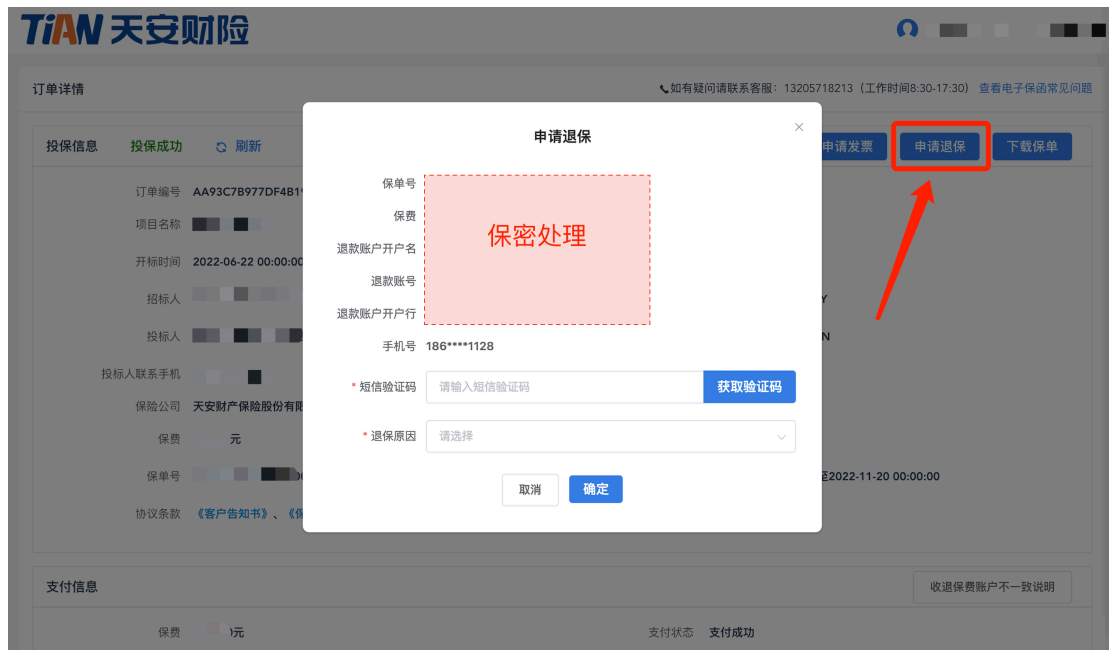 TiAN 天安财险
订单详情
如有疑问请联系客服：13205718213（工作时间8:30-17:30） 查看电子保函常见问题
投保信息 投保成功 刷新
申请发票 申请退保 下载保单
订单编号 AA93C7B977DF4B1
项目名称
开标时间 2022-06-22 00:00:00
招标人
投标人
投标人联系手机
保险公司 天安财产保险股份有限
保费 元
保单号
至2022-11-20 00:00:00
协议条款 《客户告知书》、《保
申请退保
保单号
保费
退款账户开户名
退款账号
退款账户开户行
保密处理
手机号 186****1128
* 短信验证码 请输入短信验证码 获取验证码
* 退保原因 请选择
取消 确定
支付信息
收退保费账户不一致说明
保费 元
支付状态 支付成功